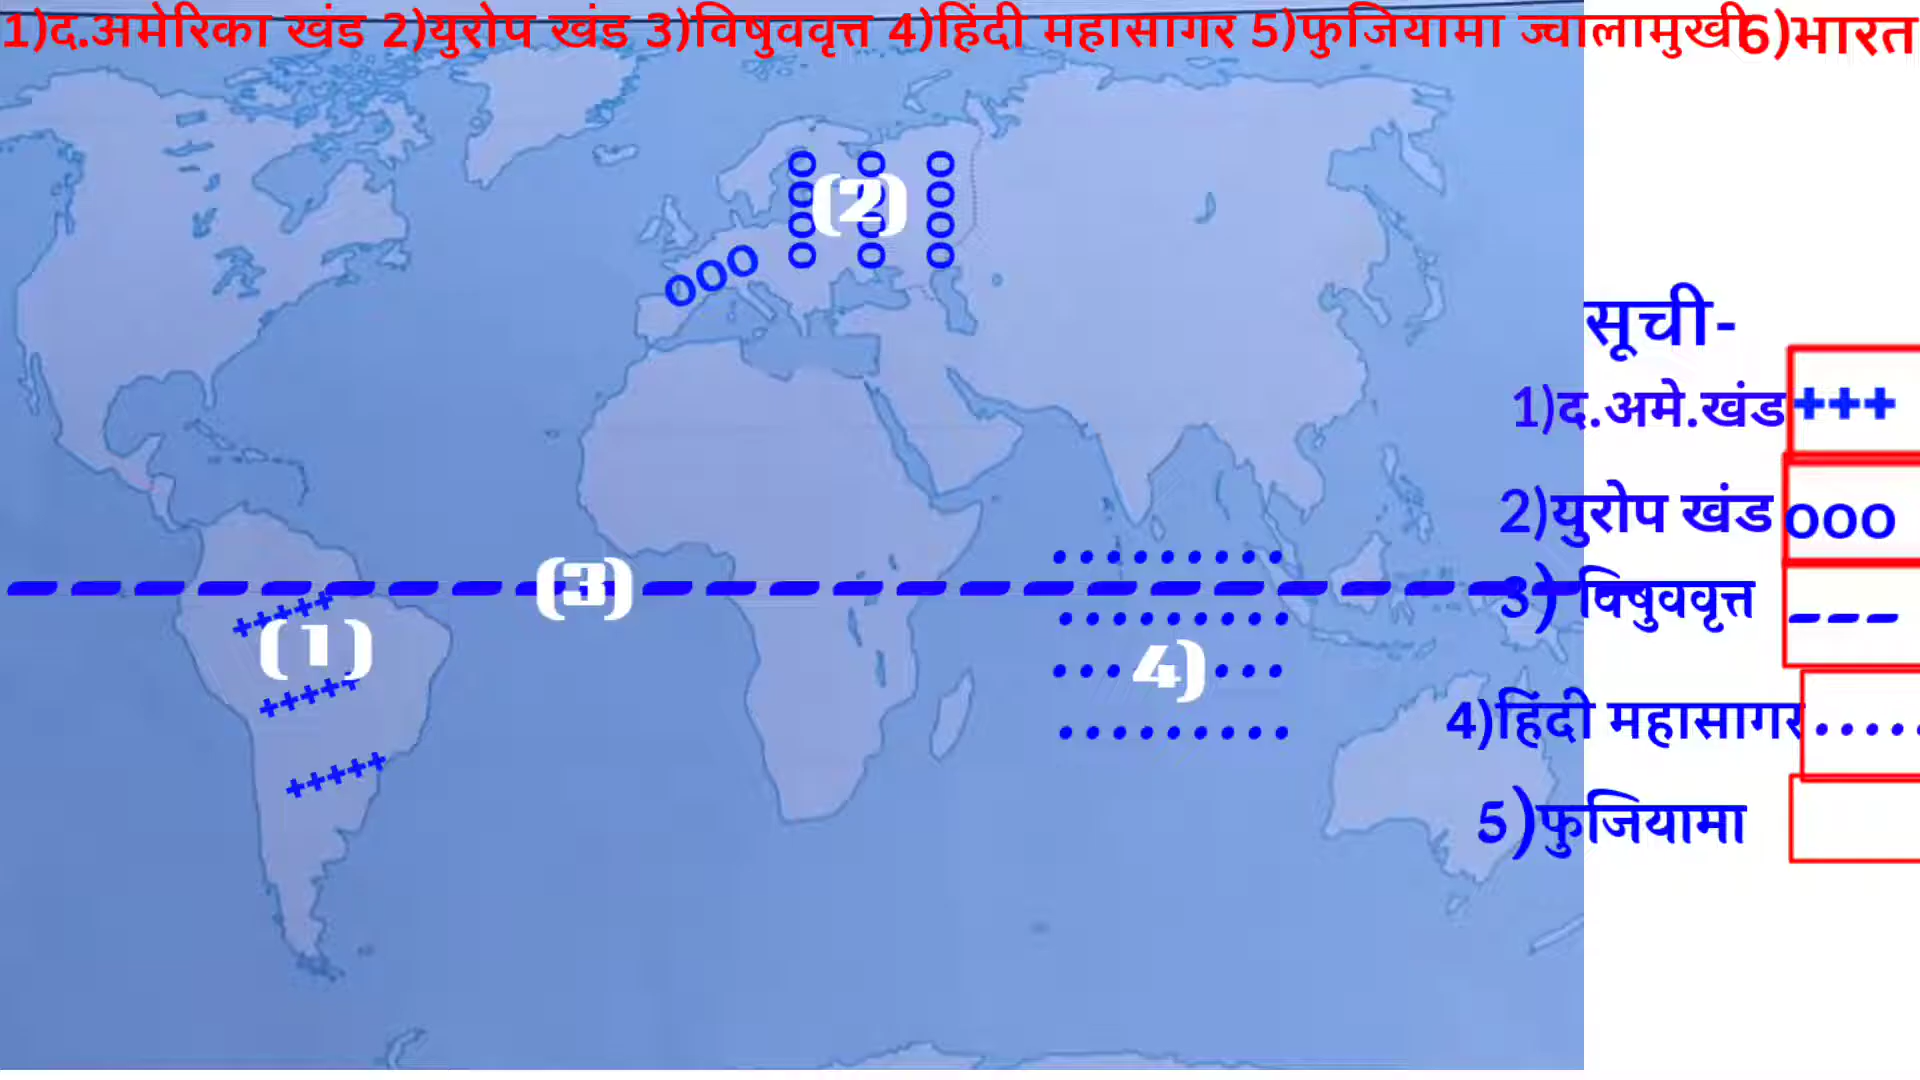 1)द.अमेरिका खंड 2)युरोप खंड 3)विषुववृत्त 4)हिंदी महासागर 5)फुजियामा ज्वालामुखी 6)भारत
(2)
सूची-
1)द.अमे.खंड +++
2)युरोप खंड ooo
(3)
3) विषुववृत्त ---
(1)
4)
4)हिंदी महासागर .....
5)फुजियामा